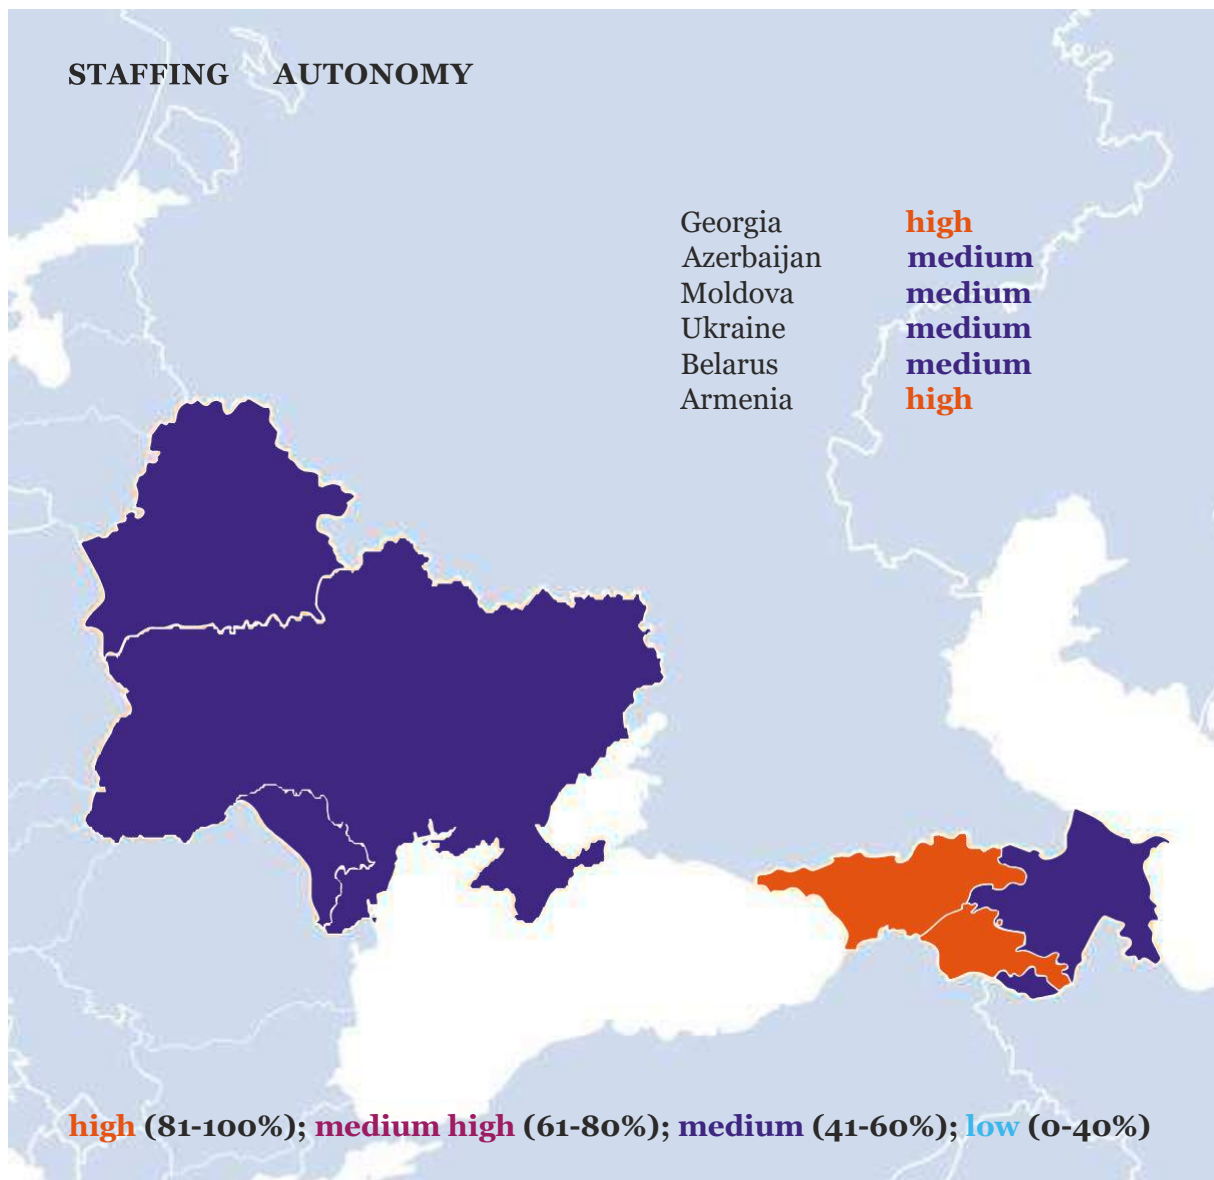 STAFFING AUTONOMY
Georgia high
Azerbaijan medium
Moldova medium
Ukraine medium
Belarus medium
Armenia high
high (81-100%); medium high (61-80%); medium (41-60%); low (0-40%)